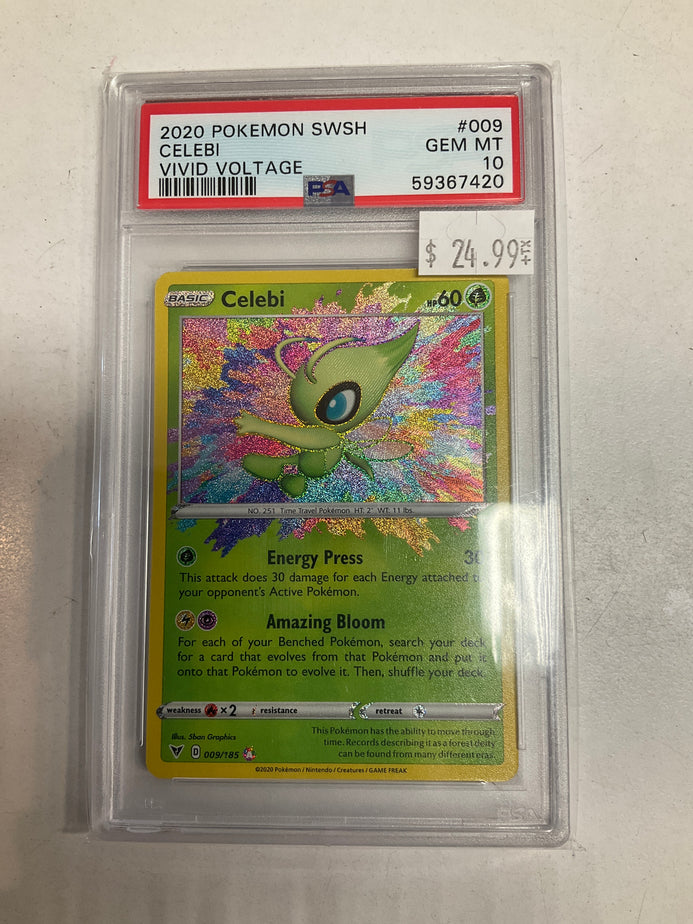 2020 POKEMON SWSH #009
CELEBI GEM MT
VIVID VOLTAGE 10
PSA 59367420
$ 24.99 +TX
BASIC Celebi HP 60
NO. 251 Time Travel Pokémon HT: 2' WT: 11 lbs.
Energy Press 30
This attack does 30 damage for each Energy attached
your opponent's Active Pokémon.
Amazing Bloom
For each of your Benched Pokémon, search your deck
for a card that evolves from that Pokémon and put it
onto that Pokémon to evolve it. Then, shuffle your deck.
weakness ×2 resistance retreat
Illus. 5ban Graphics
This Pokémon has the ability to move through
time. Records describing it as a forest deity
can be found from many different eras.
D 009/185
©2020 Pokémon / Nintendo / Creatures / GAME FREAK
PSA